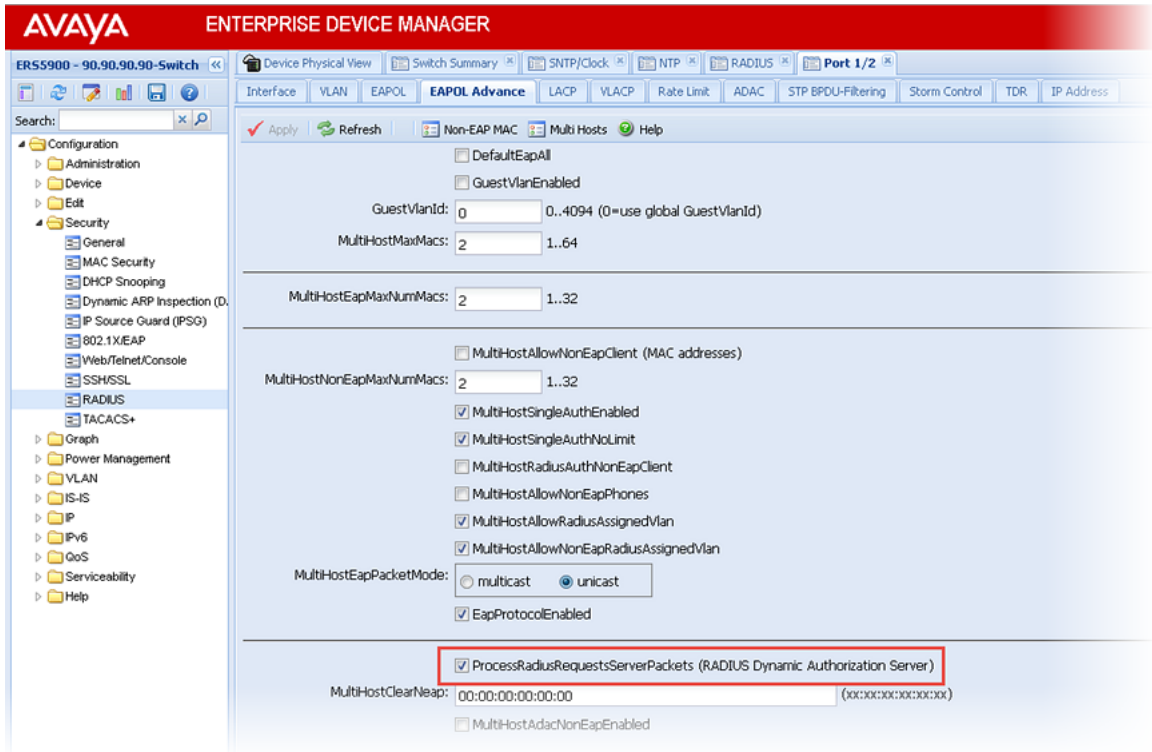 AVAYA ENTERPRISE DEVICE MANAGER
ERS5900 - 90.90.90.90-Switch
Device Physical View Switch Summary SNTP/Clock NTP RADIUS Port 1/2
Interface VLAN EAPOL EAPOL Advance LACP VLACP Rate Limit ADAC STP BPDU-Filtering Storm Control TDR IP Address
Search:
Apply Refresh Non-EAP MAC Multi Hosts Help
Configuration
Administration
Device
Edit
Security
General
MAC Security
DHCP Snooping
Dynamic ARP Inspection (D.
IP Source Guard (IPSG)
802.1X/EAP
Web/Telnet/Console
SSH/SSL
RADIUS
TACACS+
Graph
Power Management
VLAN
IS-IS
IP
IPv6
QoS
Serviceability
Help
DefaultEapAll
GuestVlanEnabled
GuestVlanId: 0 0..4094 (0=use global GuestVlanId)
MultiHostMaxMacs: 2 1..64
MultiHostEapMaxNumMacs: 2 1..32
MultiHostAllowNonEapClient (MAC addresses)
MultiHostNonEapMaxNumMacs: 2 1..32
MultiHostSingleAuthEnabled
MultiHostSingleAuthNoLimit
MultiHostRadiusAuthNonEapClient
MultiHostAllowNonEapPhones
MultiHostAllowRadiusAssignedVlan
MultiHostAllowNonEapRadiusAssignedVlan
MultiHostEapPacketMode: multicast unicast
EapProtocolEnabled
ProcessRadiusRequestsServerPackets (RADIUS Dynamic Authorization Server)
MultiHostClearNeap: 00:00:00:00:00:00 (xx:xx:xx:xx:xx:xx)
MultiHostAdacNonEapEnabled